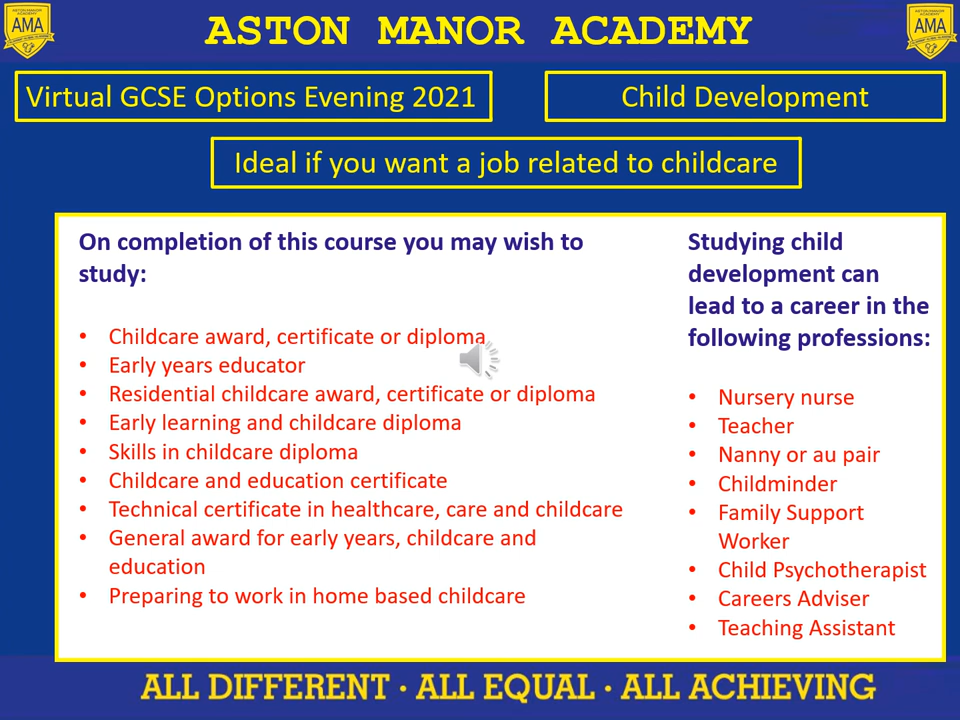 ASTON MANOR ACADEMY
AMA
AMA
Virtual GCSE Options Evening 2021
Child Development
Ideal if you want a job related to childcare
On completion of this course you may wish to
study:
• Childcare award, certificate or diploma
• Early years educator
• Residential childcare award, certificate or diploma
• Early learning and childcare diploma
• Skills in childcare diploma
• Childcare and education certificate
• Technical certificate in healthcare, care and childcare
• General award for early years, childcare and
education
• Preparing to work in home based childcare
Studying child
development can
lead to a career in the
following professions:
• Nursery nurse
• Teacher
• Nanny or au pair
• Childminder
• Family Support
Worker
• Child Psychotherapist
• Careers Adviser
• Teaching Assistant
ALL DIFFERENT · ALL EQUAL · ALL ACHIEVING